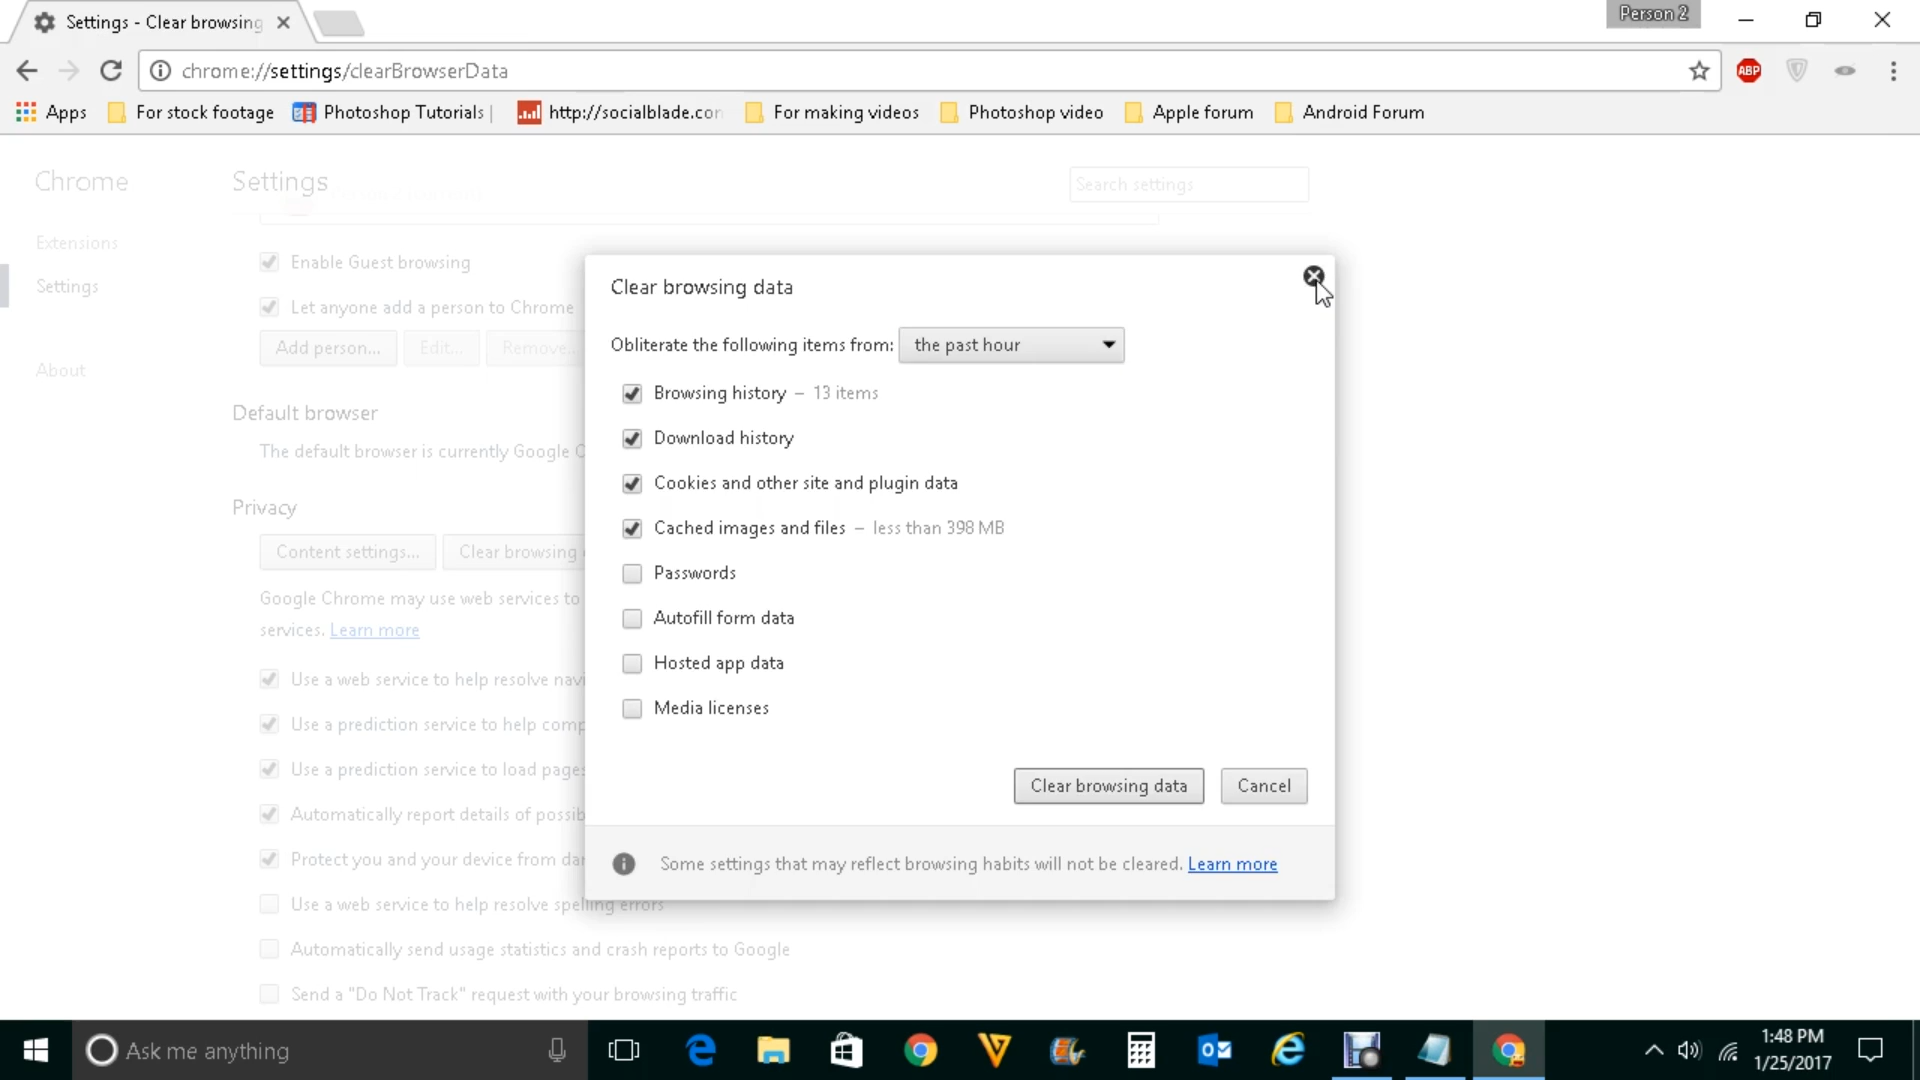 Settings - Clear browsing
Person 2
chrome://settings/clearBrowserData
ABP
Apps
For stock footage
Photoshop Tutorials |
http://socialblade.con
For making videos
Photoshop video
Apple forum
Android Forum
Chrome
Settings
Search settings
Extensions
Settings
About
Enable Guest browsing
Let anyone add a person to Chrome
Add person...
Edit...
Remove..
Default browser
The default browser is currently Google C
Privacy
Content settings...
Clear browsing
Google Chrome may use web services to
services. Learn more
Use a web service to help resolve navi
Use a prediction service to help comp
Use a prediction service to load pages
Automatically report details of possib
Protect you and your device from dan
Use a web service to help resolve spelling errors
Automatically send usage statistics and crash reports to Google
Send a "Do Not Track" request with your browsing traffic
Clear browsing data
Obliterate the following items from: the past hour
Browsing history – 13 items
Download history
Cookies and other site and plugin data
Cached images and files – less than 398 MB
Passwords
Autofill form data
Hosted app data
Media licenses
Clear browsing data
Cancel
Some settings that may reflect browsing habits will not be cleared. Learn more
Ask me anything
1:48 PM
1/25/2017